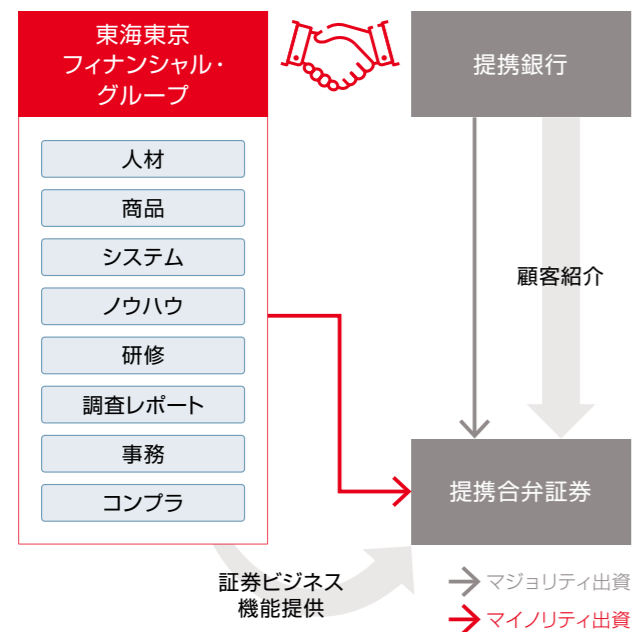 東海東京
フィナンシャル・
グループ
提携銀行
人材
商品
システム
ノウハウ
研修
調査レポート
事務
コンプラ
顧客紹介
提携合弁証券
証券ビジネス
機能提供
マジョリティ出資
マイノリティ出資